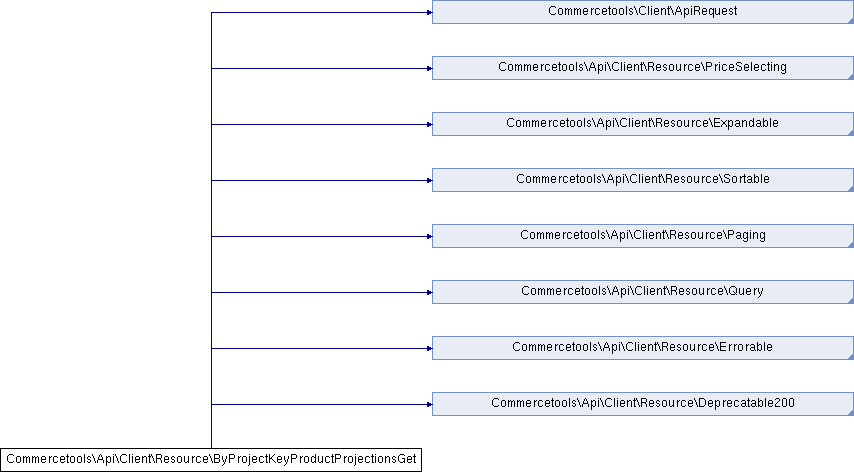 Commercetools\Client\ApiRequest
Commercetools\Api\Client\Resource\PriceSelecting
Commercetools\Api\Client\Resource\Expandable
Commercetools\Api\Client\Resource\Sortable
Commercetools\Api\Client\Resource\Paging
Commercetools\Api\Client\Resource\Query
Commercetools\Api\Client\Resource\Errorable
Commercetools\Api\Client\Resource\Deprecatable200
Commercetools\Api\Client\Resource\ByProjectKeyProductProjectionsGet